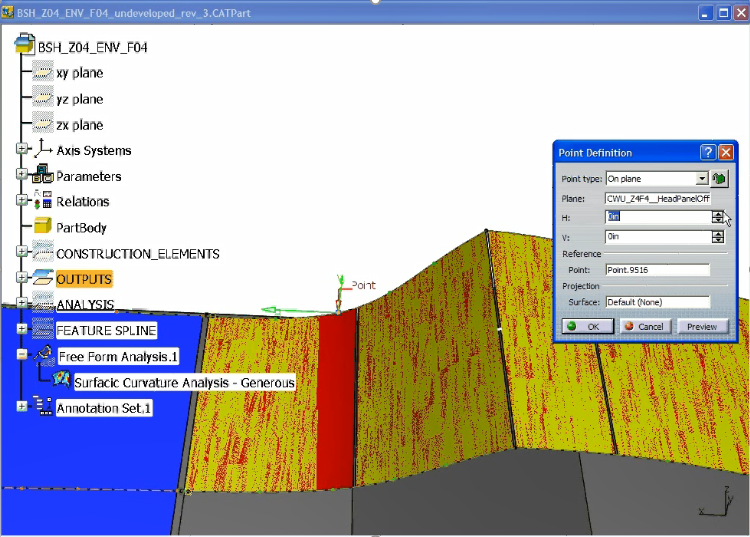 BSH_Z04_ENV_F04_undeveloped_rev_3.CATPart
BSH_Z04_ENV_F04
xy plane
yz plane
zx plane
Axis Systems
Parameters
Relations
PartBody
CONSTRUCTION_ELEMENTS
OUTPUTS
ANALYSIS
FEATURE SPLINE
Free Form Analysis.1
Surfacic Curvature Analysis - Generous
Annotation Set.1
Point
Point Definition
Point type: On plane
Plane: CWU_Z4F4__HeadPanelOff
H: 0in
V: 0in
Reference
Point: Point.9516
Projection
Surface: Default (None)
OK Cancel Preview
z
x y